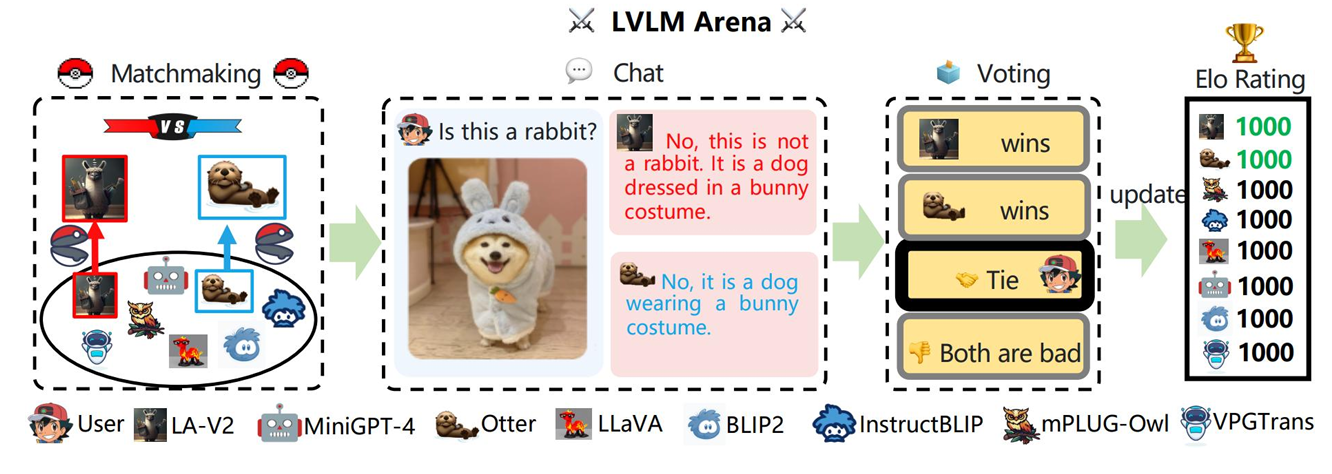 LVLM Arena
Matchmaking
VS
Chat
Is this a rabbit?
No, this is not
a rabbit. It is a dog
dressed in a bunny
costume.
No, it is a dog
wearing a bunny
costume.
Voting
wins
wins
Tie
Both are bad
update
Elo Rating
1000
1000
1000
1000
1000
1000
1000
1000
User
LA-V2
MiniGPT-4
Otter
LLaVA
BLIP2
InstructBLIP
mPLUG-Owl
VPGTrans